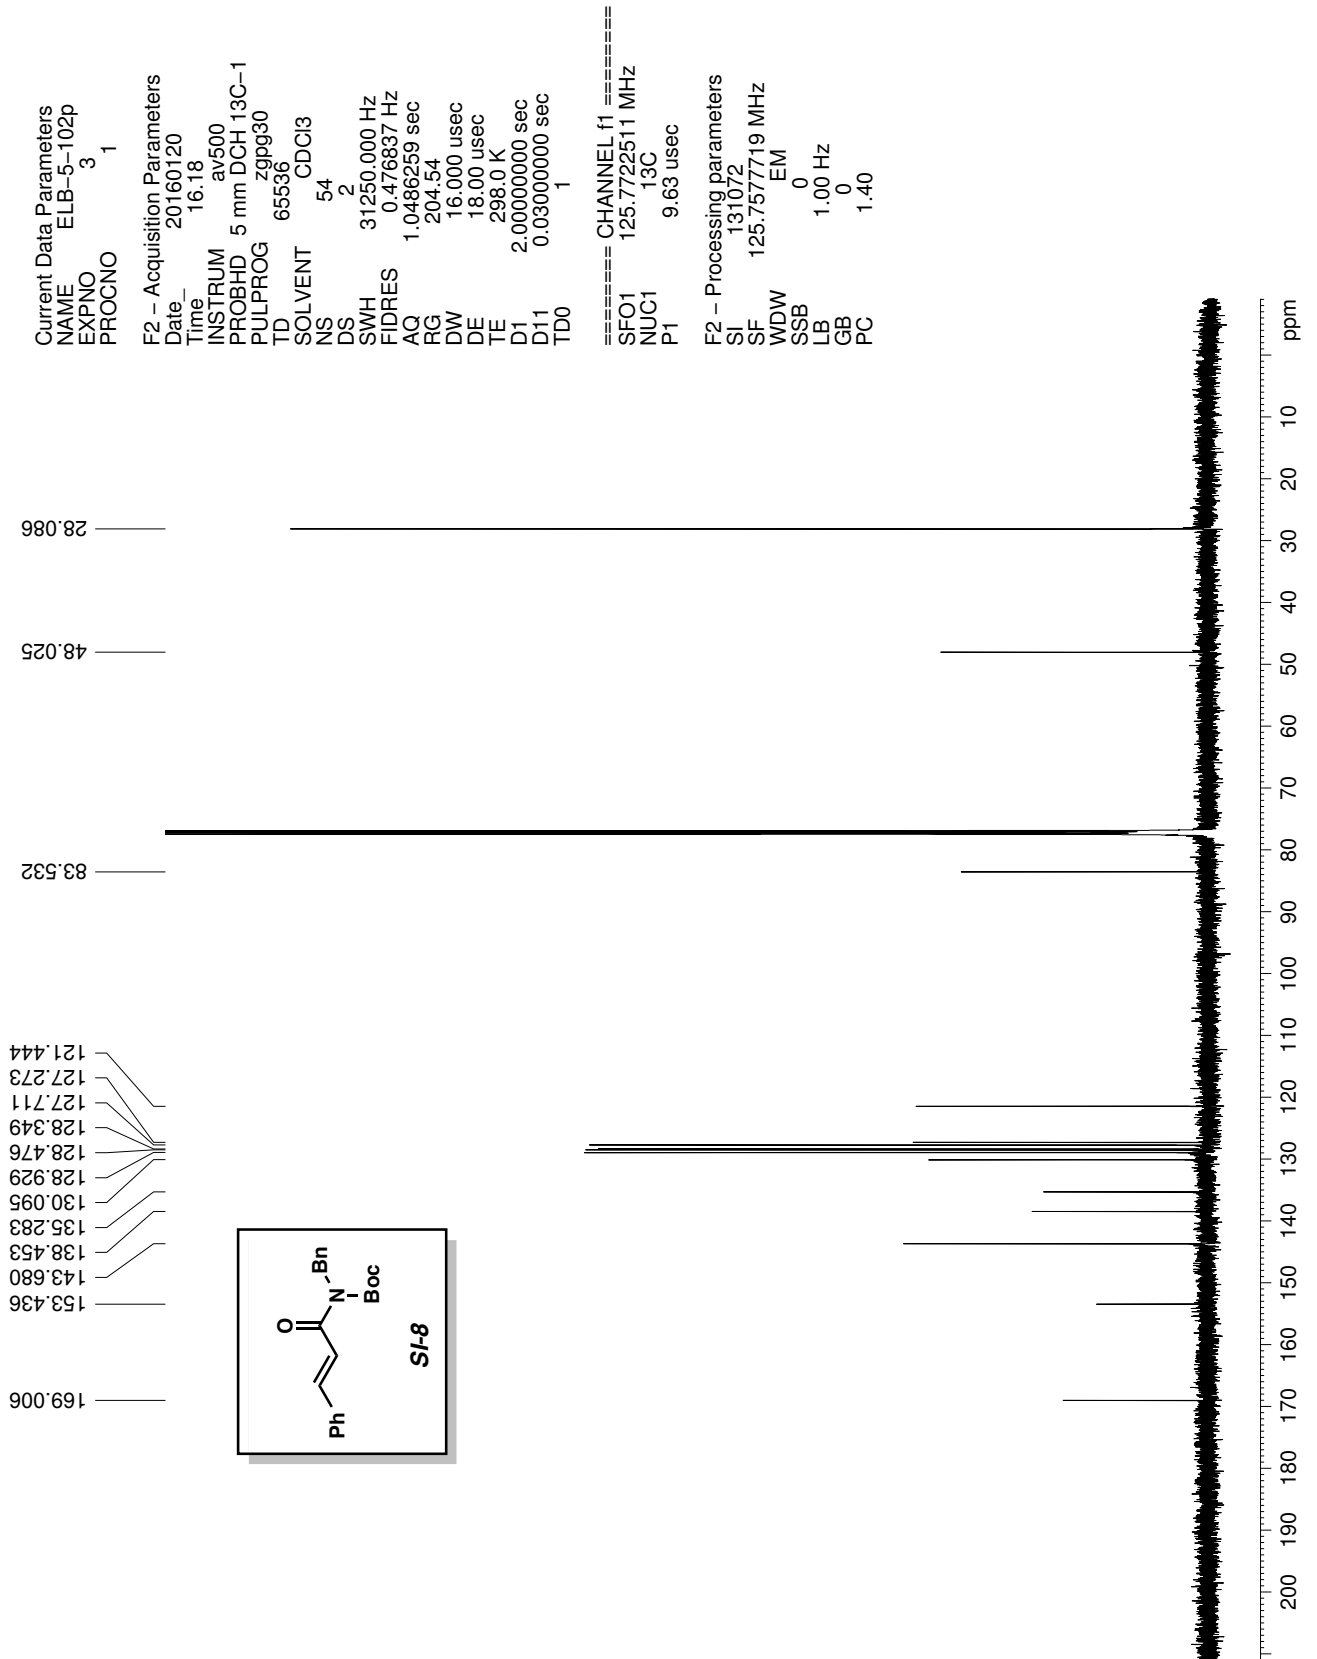 Current Data Parameters
NAME ELB–5–102p
EXPNO 3
PROCNO 1
F2 – Acquisition Parameters
Date_ 20160120
Time 16.18
INSTRUM av500
PROBHD 5 mm DCH 13C–1
PULPROG zgpg30
TD 65536
SOLVENT CDCl3
NS 54
DS 2
SWH 31250.000 Hz
FIDRES 0.476837 Hz
AQ 1.0486259 sec
RG 204.54
DW 16.000 usec
DE 18.00 usec
TE 298.0 K
D1 2.00000000 sec
D11 0.03000000 sec
TD0 1
======== CHANNEL f1 ========
SFO1 125.7722511 MHz
NUC1 13C
P1 9.63 usec
F2 – Processing parameters
SI 131072
SF 125.7577719 MHz
WDW EM
SSB 0
LB 1.00 Hz
GB 0
PC 1.40
169.006
153.436
143.680
138.453
135.283
130.095
128.929
128.476
128.349
127.711
127.273
121.444
83.532
48.025
28.086
O
Ph
N
Bn
Boc
SI-8
200 190 180 170 160 150 140 130 120 110 100 90 80 70 60 50 40 30 20 10 ppm